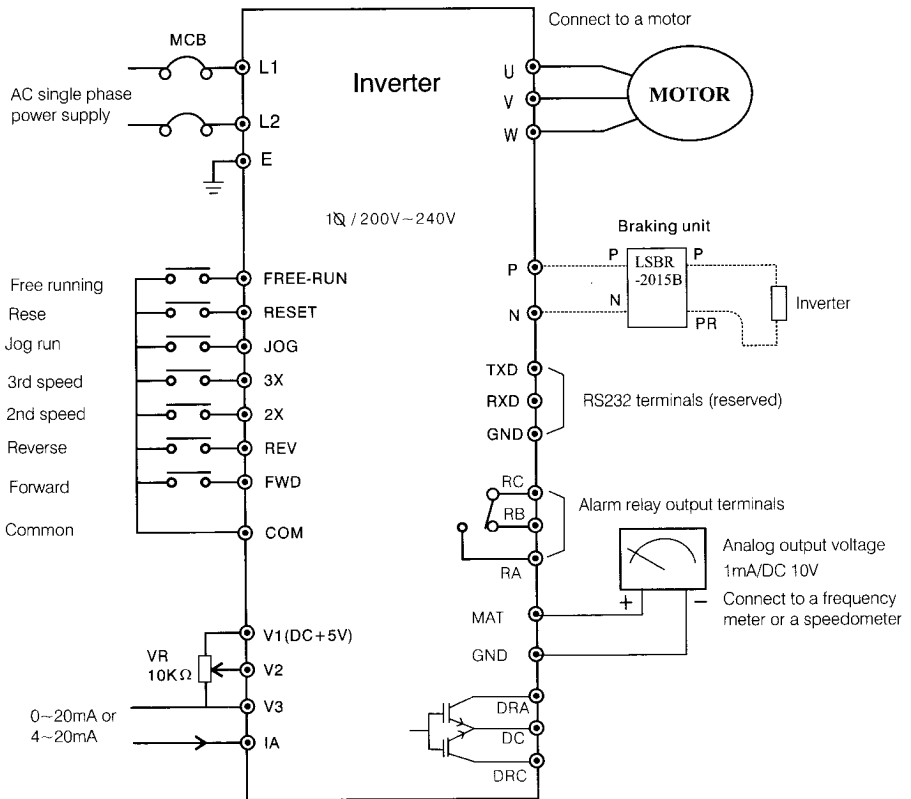 Connect to a motor
MCB
L1
Inverter
U
V
MOTOR
AC single phase
power supply
L2
W
E
1Ø / 200V~240V
Braking unit
P
P
LSBR
-2015B
P
N
N
PR
Inverter
Free running
FREE-RUN
Rese
RESET
Jog run
JOG
3rd speed
3X
2nd speed
2X
Reverse
REV
Forward
FWD
Common
COM
TXD
RXD
GND
RS232 terminals (reserved)
RC
RB
RA
Alarm relay output terminals
Analog output voltage
1mA/DC 10V
+
−
Connect to a frequency
meter or a speedometer
MAT
GND
V1(DC+5V)
VR
10KΩ
V2
V3
0~20mA or
4~20mA
IA
DRA
DC
DRC